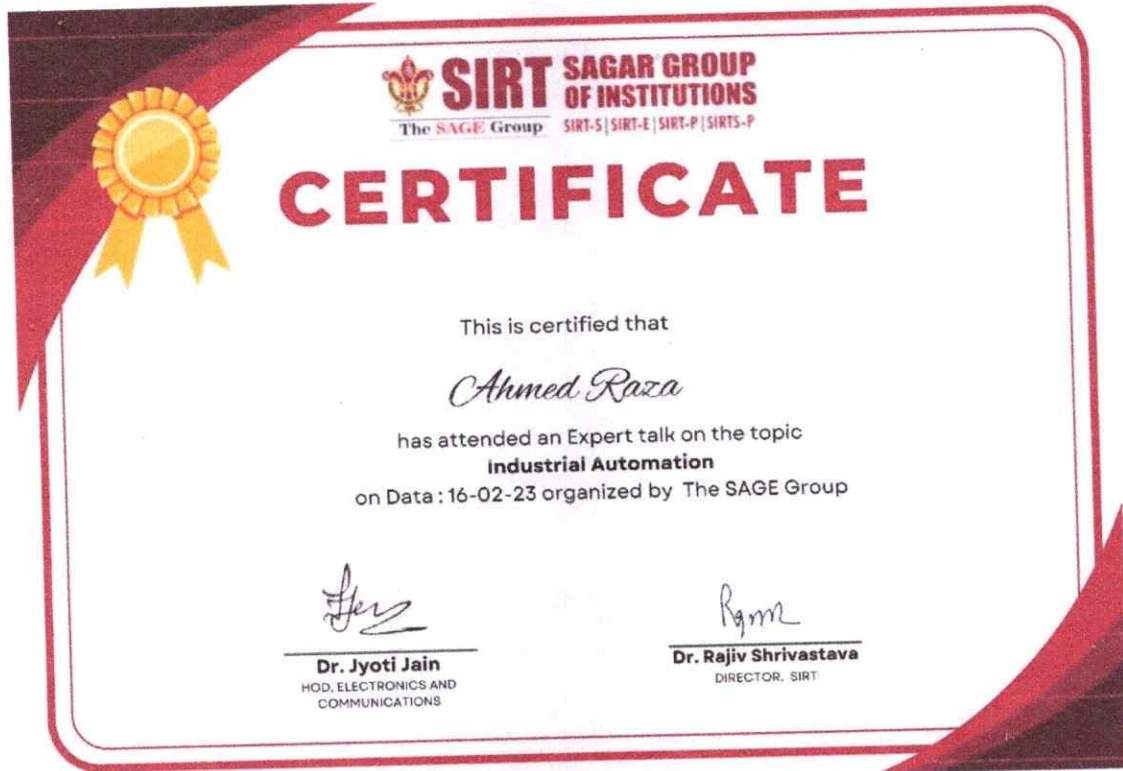 SIRT SAGAR GROUP
OF INSTITUTIONS
The SAGE Group SIRT-S|SIRT-E|SIRT-P|SIRTS-P
CERTIFICATE
This is certified that
Ahmed Raza
has attended an Expert talk on the topic
Industrial Automation
on Data : 16-02-23 organized by The SAGE Group
Dr. Jyoti Jain
HOD, ELECTRONICS AND
COMMUNICATIONS
Dr. Rajiv Shrivastava
DIRECTOR, SIRT